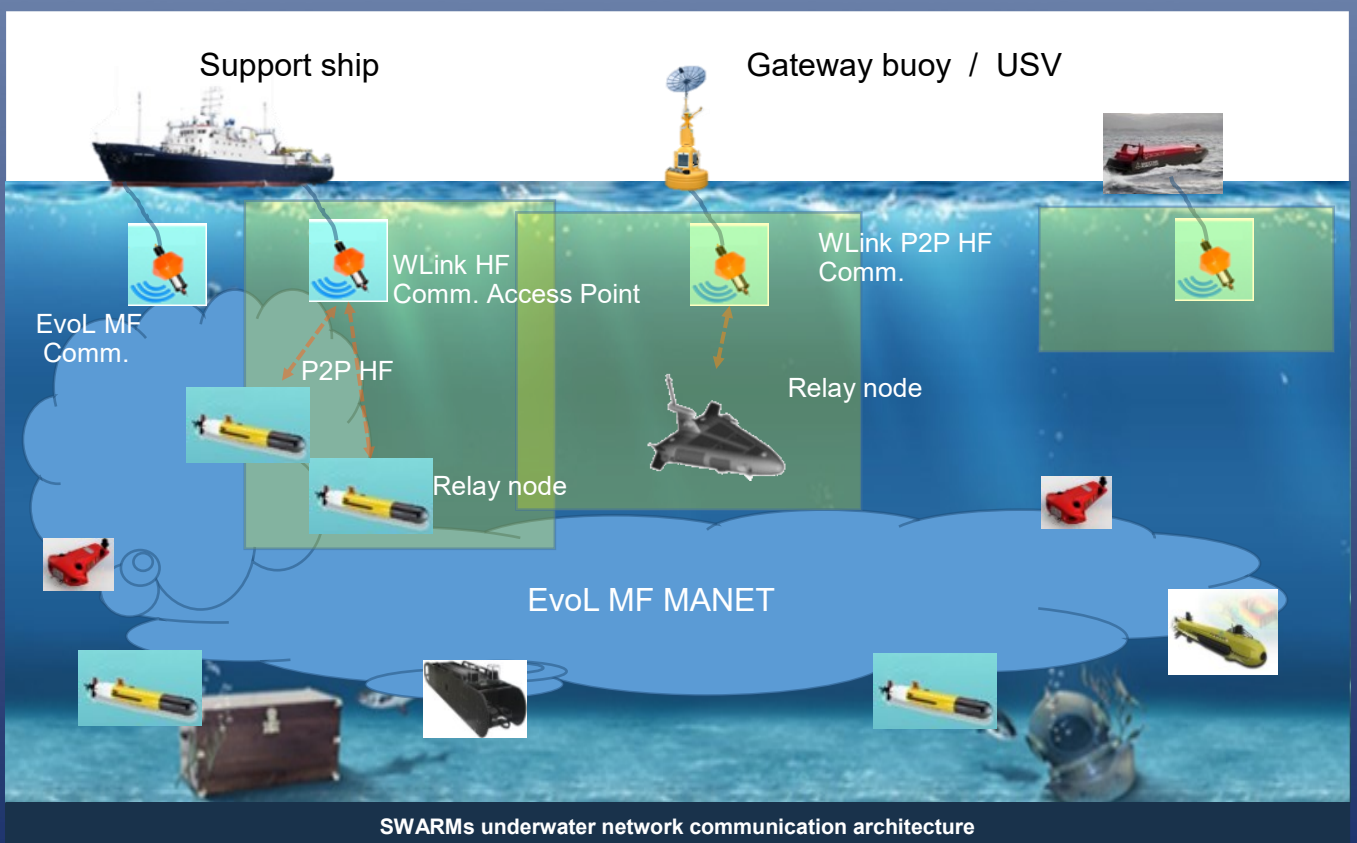 Support ship
Gateway buoy / USV
WLink HF
Comm. Access Point
WLink P2P HF
Comm.
EvoL MF
Comm.
P2P HF
Relay node
Relay node
EvoL MF MANET
SWARMs underwater network communication architecture